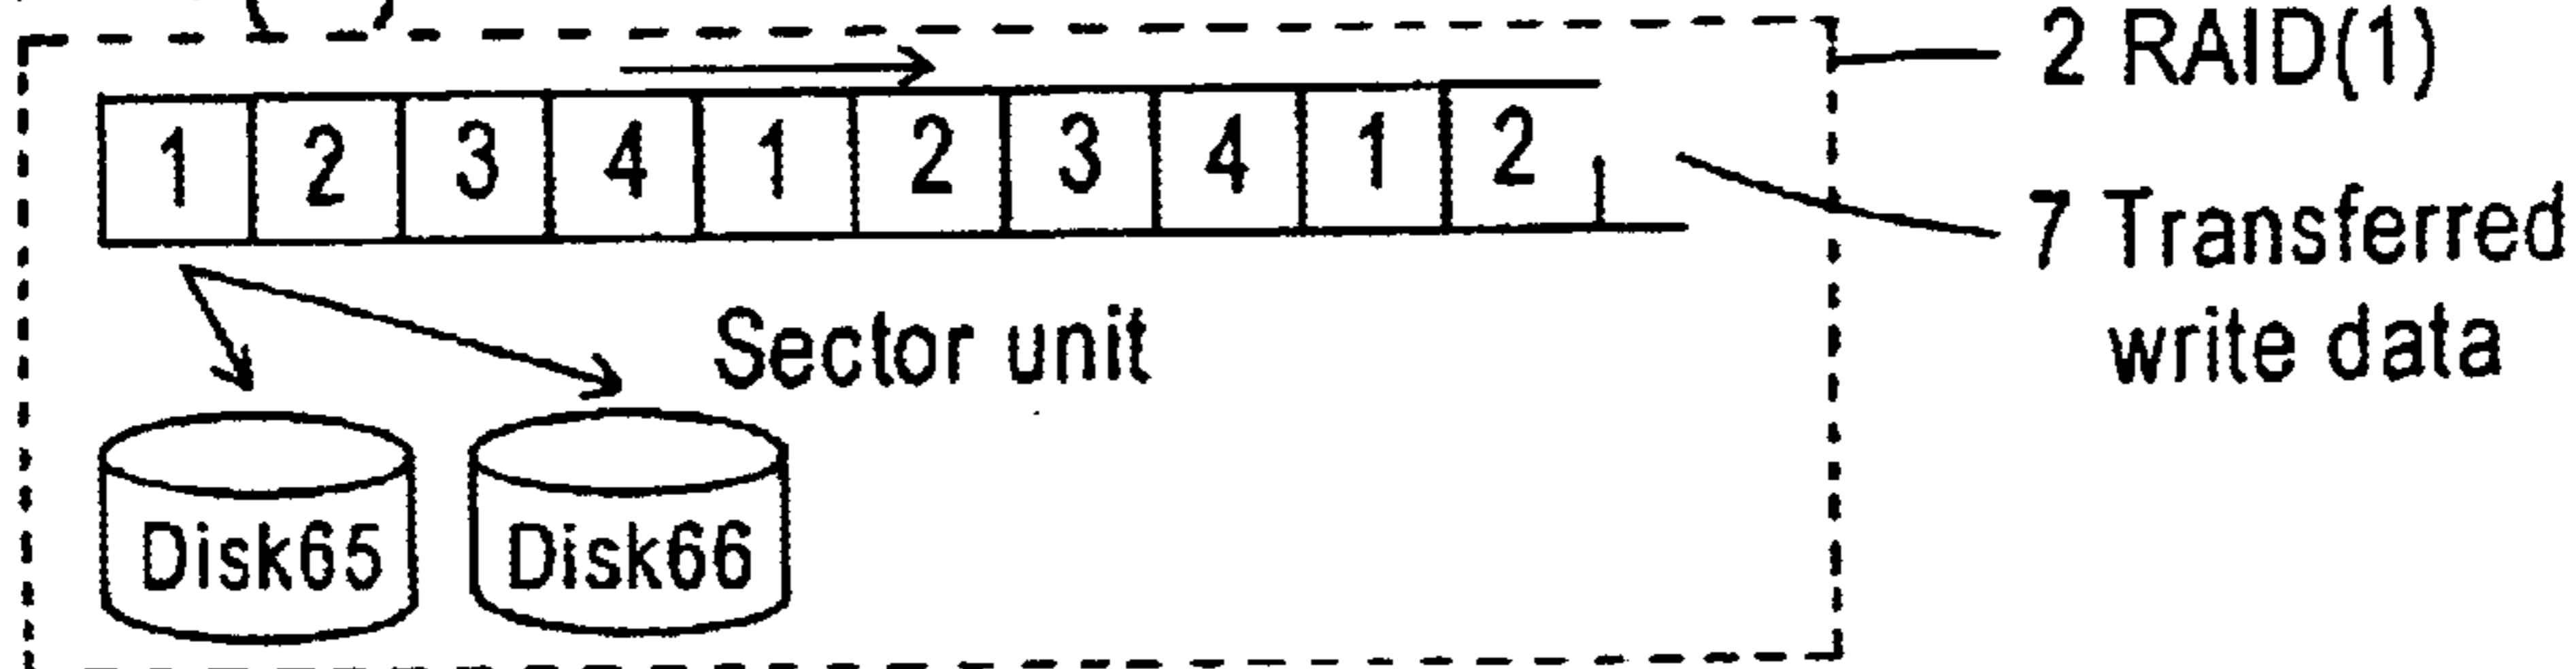 2 RAID(1)
1 2 3 4 1 2 3 4 1 2
7 Transferred
write data
Sector unit
Disk65 Disk66